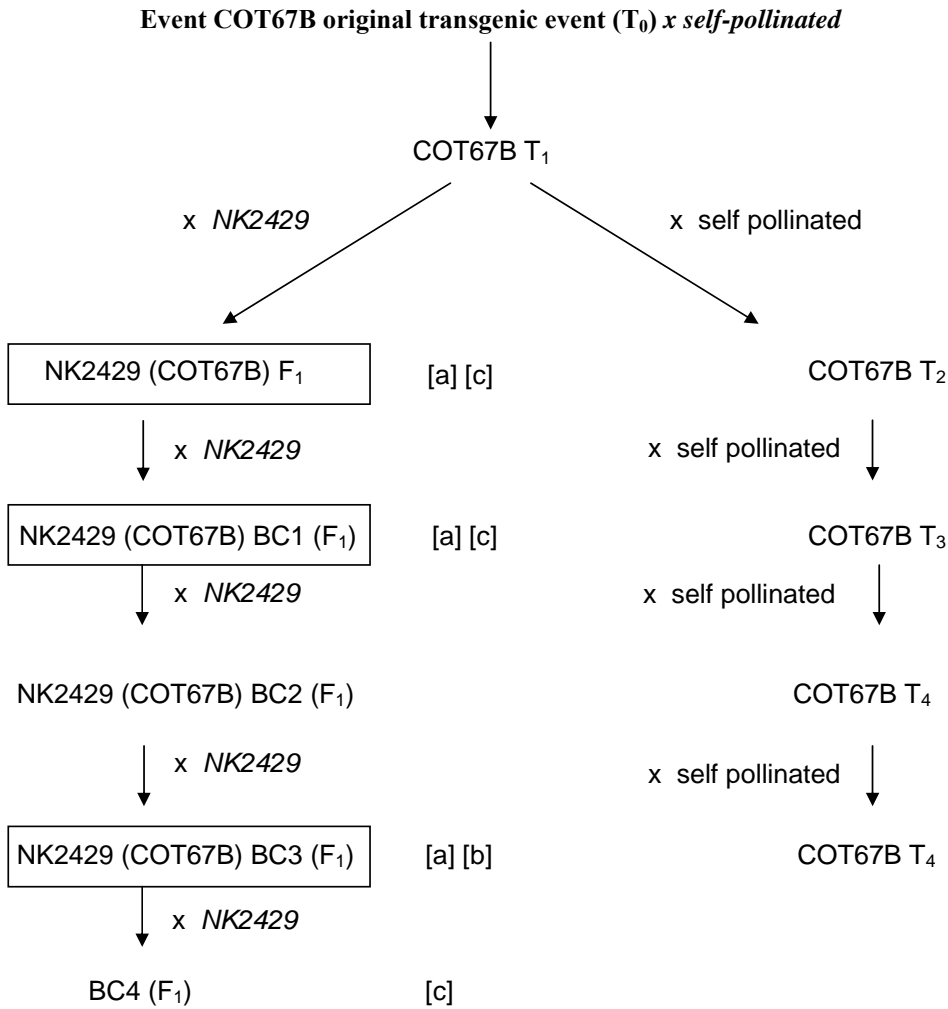 Event COT67B original transgenic event (T₀) x self-pollinated
COT67B T₁
x NK2429
x self pollinated
NK2429 (COT67B) F₁ [a] [c] COT67B T₂
x NK2429
x self pollinated
NK2429 (COT67B) BC1 (F₁) [a] [c] COT67B T₃
x NK2429
x self pollinated
NK2429 (COT67B) BC2 (F₁) COT67B T₄
x NK2429
x self pollinated
NK2429 (COT67B) BC3 (F₁) [a] [b] COT67B T₄
x NK2429
BC4 (F₁) [c]